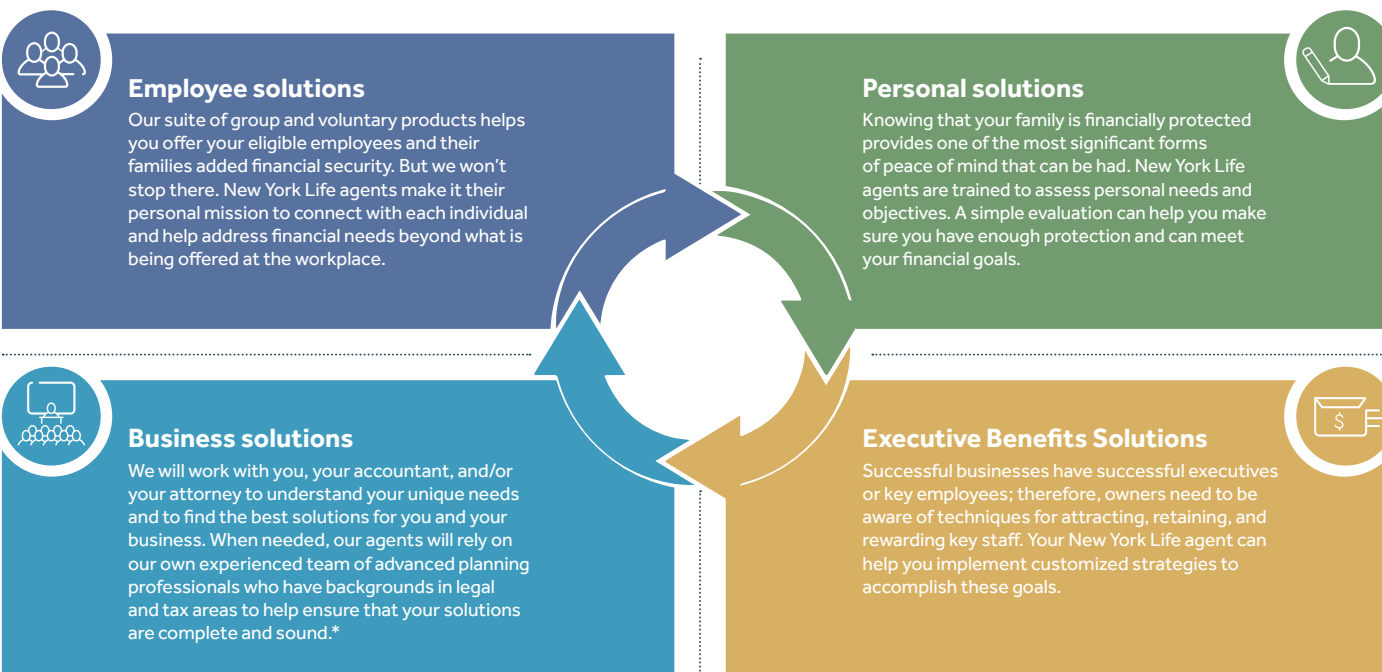 Employee solutions
Our suite of group and voluntary products helps
you offer your eligible employees and their
families added financial security. But we won’t
stop there. New York Life agents make it their
personal mission to connect with each individual
and help address financial needs beyond what is
being offered at the workplace.
Personal solutions
Knowing that your family is financially protected
provides one of the most significant forms
of peace of mind that can be had. New York Life
agents are trained to assess personal needs and
objectives. A simple evaluation can help you make
sure you have enough protection and can meet
your financial goals.
Business solutions
We will work with you, your accountant, and/or
your attorney to understand your unique needs
and to find the best solutions for you and your
business. When needed, our agents will rely on
our own experienced team of advanced planning
professionals who have backgrounds in legal
and tax areas to help ensure that your solutions
are complete and sound.*
Executive Benefits Solutions
Successful businesses have successful executives
or key employees; therefore, owners need to be
aware of techniques for attracting, retaining, and
rewarding key staff. Your New York Life agent can
help you implement customized strategies to
accomplish these goals.
$